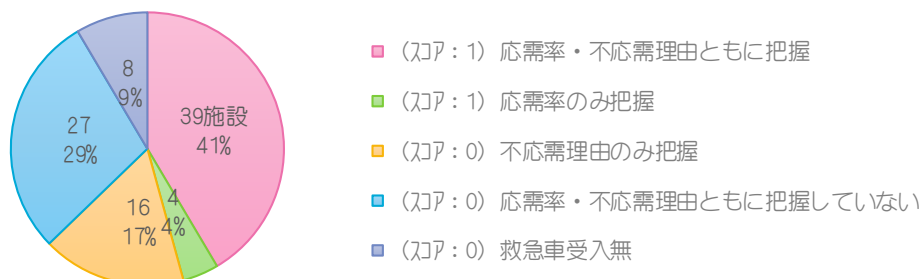 8
9%
39施設
41%
27
29%
16
17%
4
4%
（ｽｺｱ：1）応需率・不応需理由ともに把握
（ｽｺｱ：1）応需率のみ把握
（ｽｺｱ：0）不応需理由のみ把握
（ｽｺｱ：0）応需率・不応需理由ともに把握していない
（ｽｺｱ：0）救急車受入無